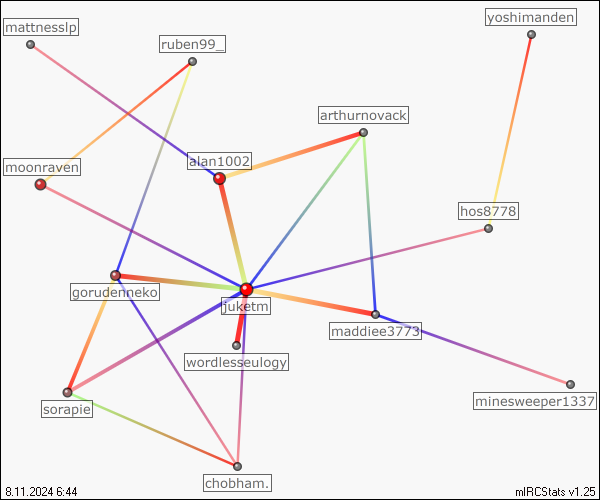 mattnesslp
yoshimanden
ruben99_
arthurnovack
alan1002
moonraven
hos8778
gorudenneko
juketm
maddiee3773
wordlesseulogy
sorapie
minesweeper1337
chobham.
8.11.2024 6:44
mIRCStats v1.25